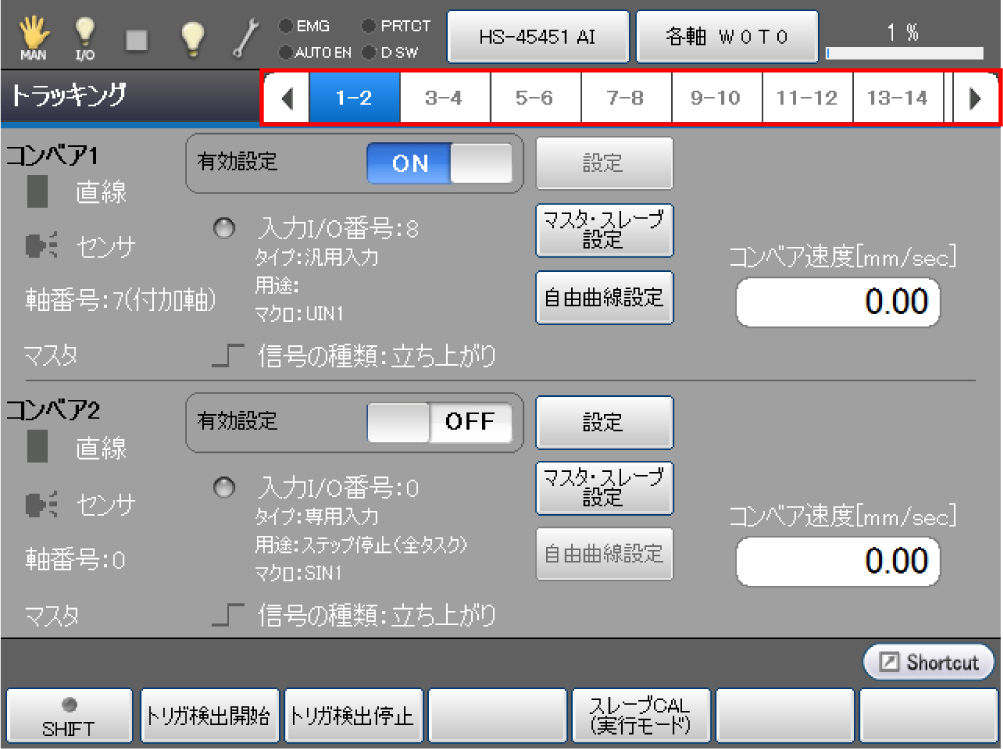 MAN
I/O
EMG
PRTCT
AUTO EN
D SW
HS-45451 AI
各軸 W0T0
1 %
トラッキング
1-2
3-4
5-6
7-8
9-10
11-12
13-14
コンベア1
有効設定
ON
設定
直線
入力I/O番号:8
マスタ・スレーブ
設定
センサ
タイプ:汎用入力
コンベア速度[mm/sec]
用途:
軸番号:7(付加軸)
自由曲線設定
0.00
マクロ:UIN1
マスタ
信号の種類:立ち上がり
コンベア2
有効設定
OFF
設定
直線
入力I/O番号:0
マスタ・スレーブ
設定
センサ
タイプ:専用入力
コンベア速度[mm/sec]
用途:ステップ停止(全タスク)
軸番号:0
自由曲線設定
0.00
マクロ:SIN1
マスタ
信号の種類:立ち上がり
Shortcut
SHIFT
トリガ検出開始
トリガ検出停止
スレーブCAL
(実行モード)